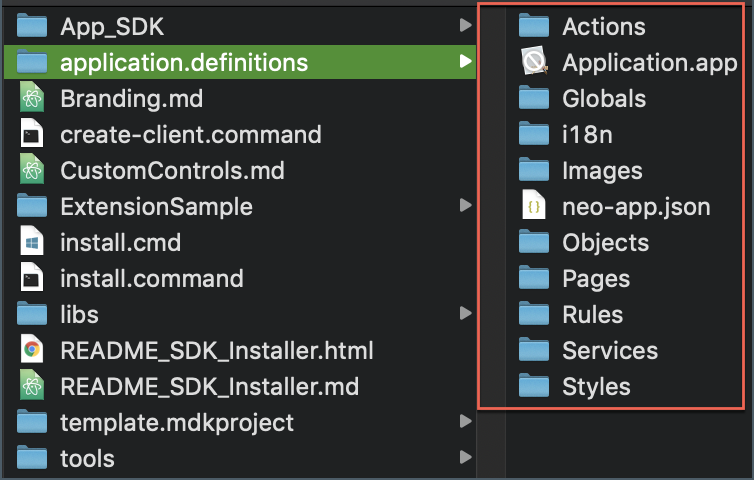 App_SDK
application.definitions
Branding.md
create-client.command
CustomControls.md
ExtensionSample
install.cmd
install.command
libs
README_SDK_Installer.html
README_SDK_Installer.md
template.mdkproject
tools
Actions
Application.app
Globals
i18n
Images
neo-app.json
Objects
Pages
Rules
Services
Styles